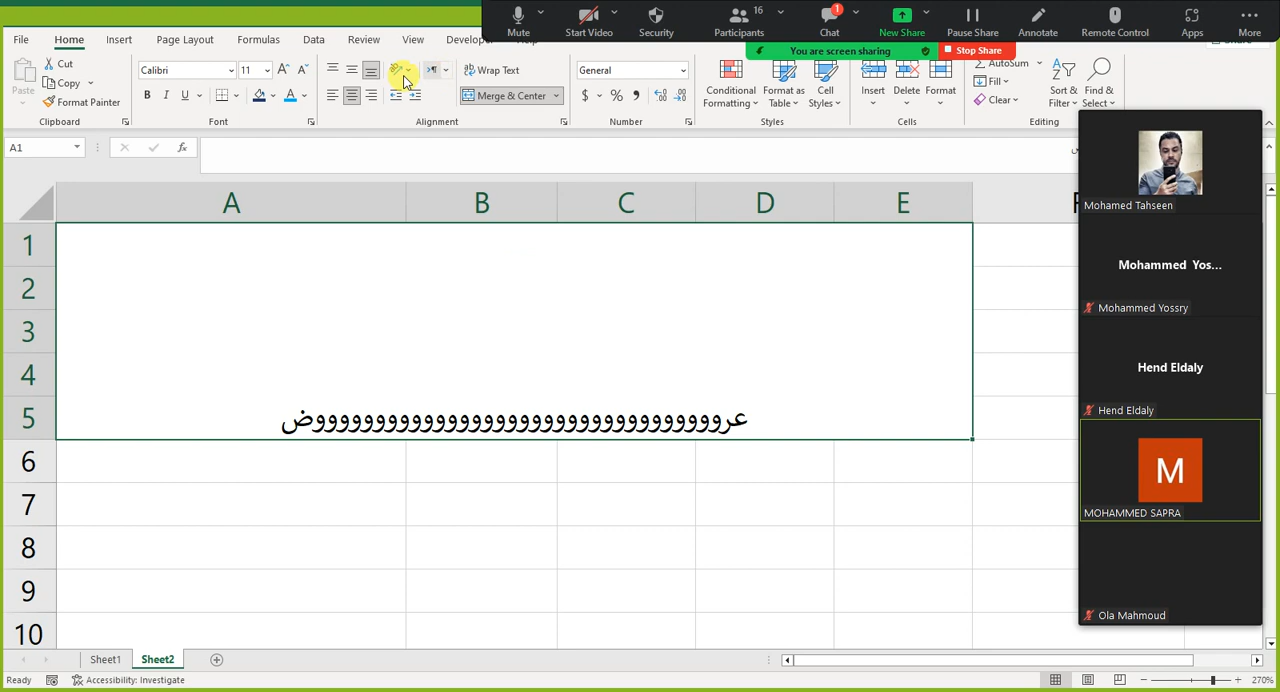 Mute
Start Video
Security
Participants
16
Chat
1
New Share
Pause Share
Annotate
Remote Control
Apps
More
You are screen sharing
Stop Share
File
Home
Insert
Page Layout
Formulas
Data
Review
View
Paste
Cut
Copy
Format Painter
Clipboard
Calibri
11
B I U
Font
Wrap Text
Merge & Center
Alignment
General
Number
Conditional Formatting
Format as Table
Cell Styles
Styles
Insert
Delete
Format
Cells
AutoSum
Fill
Clear
Sort & Filter
Find & Select
Editing
A1
fx
A B C D E
1
2
3
4
5
6
7
8
9
10
Mohamed Tahseen
Mohammed Yos...
Mohammed Yossry
Hend Eldaly
Hend Eldaly
M
MOHAMMED SAPRA
Ola Mahmoud
Sheet1
Sheet2
Ready
Accessibility: Investigate
270%